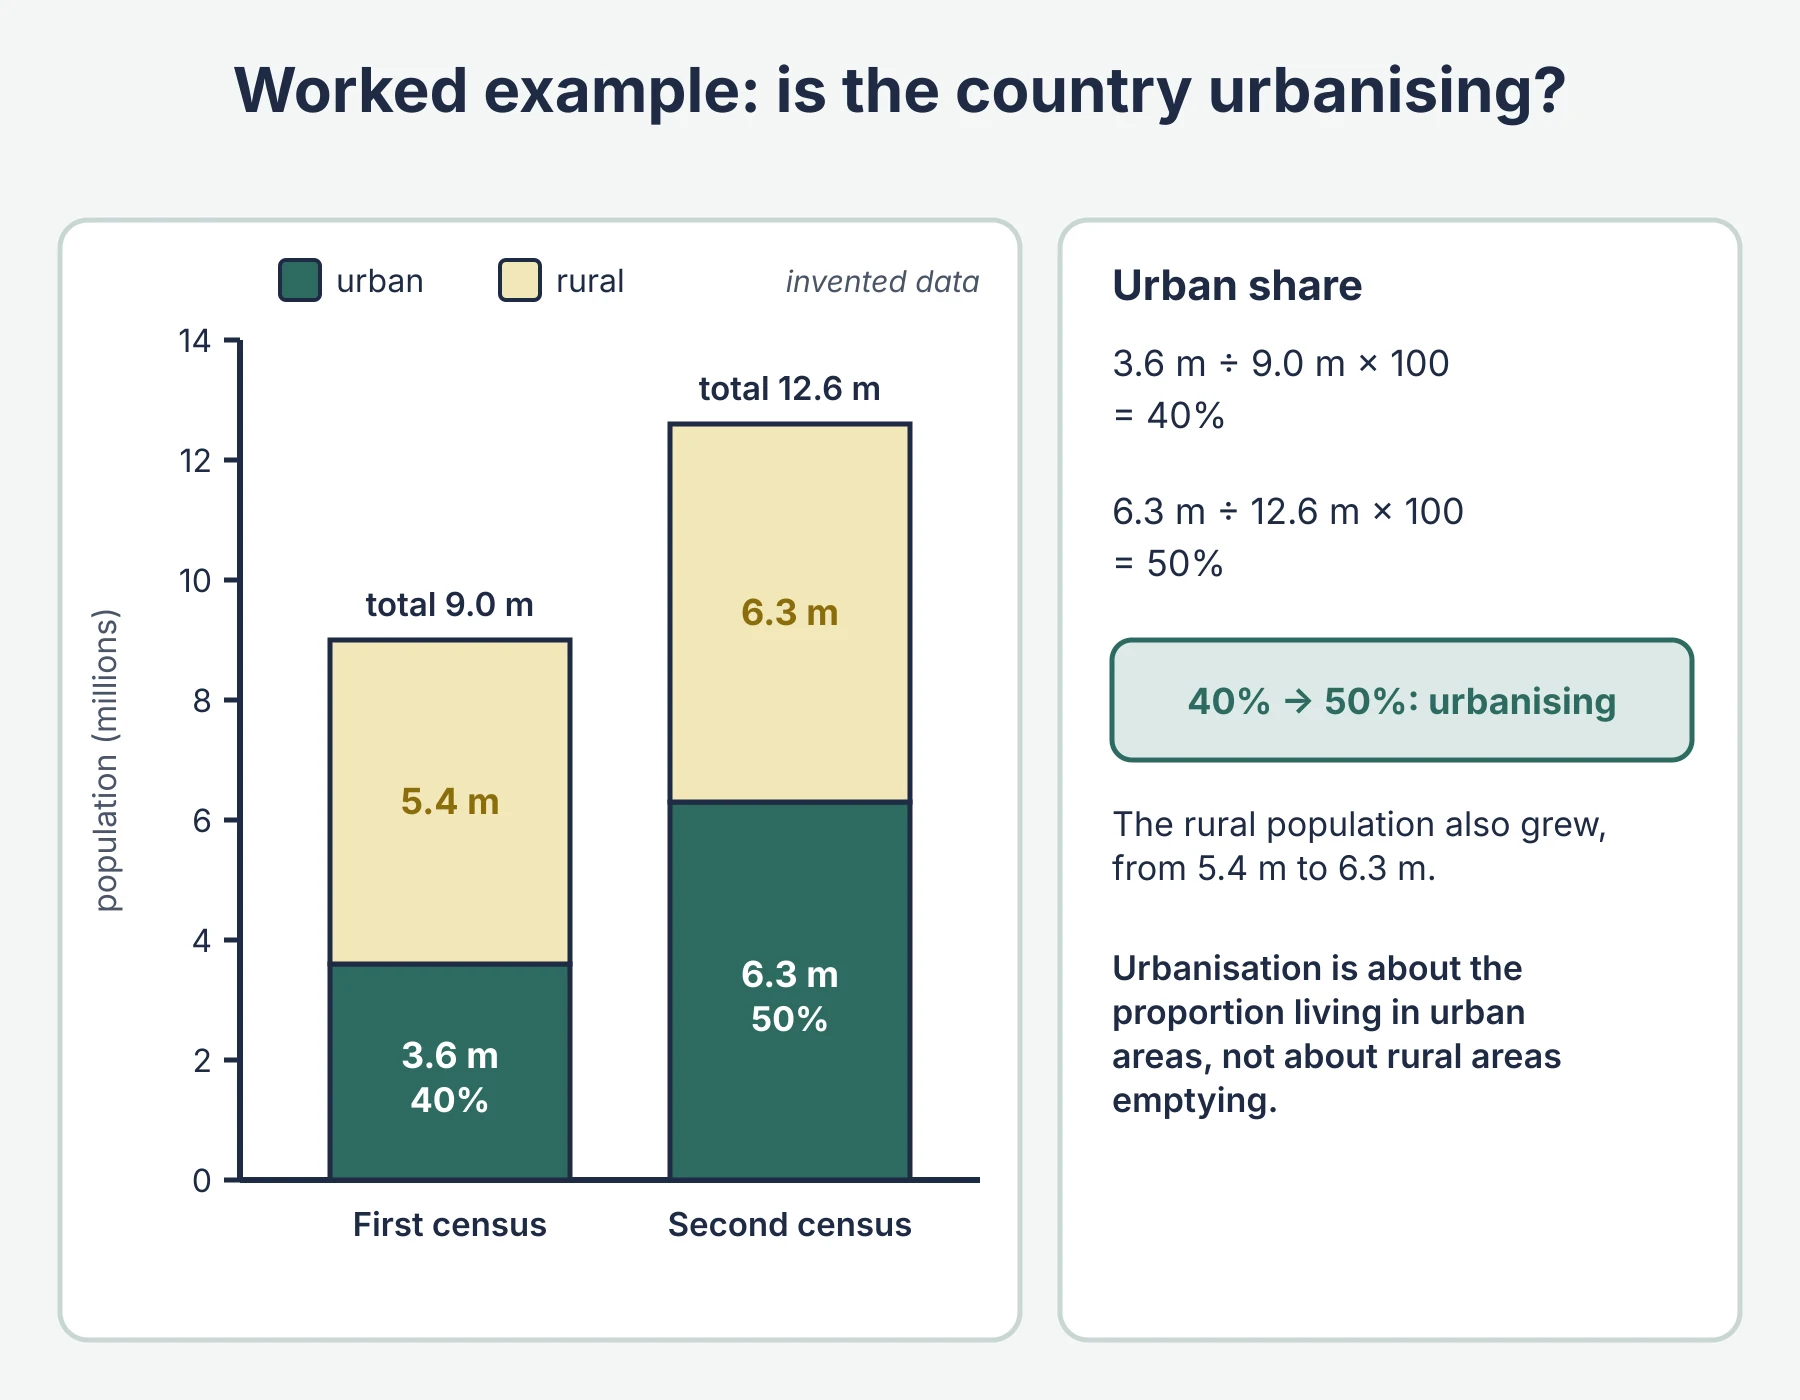 Worked example: is the country urbanising?
urban
rural
invented data
population (millions)
14
12
10
8
6
4
2
0
total 9.0 m
5.4 m
3.6 m
40%
First census
total 12.6 m
6.3 m
6.3 m
50%
Second census
Urban share
3.6 m ÷ 9.0 m × 100
= 40%
6.3 m ÷ 12.6 m × 100
= 50%
40% → 50%: urbanising
The rural population also grew,
from 5.4 m to 6.3 m.
Urbanisation is about the
proportion living in urban
areas, not about rural areas
emptying.